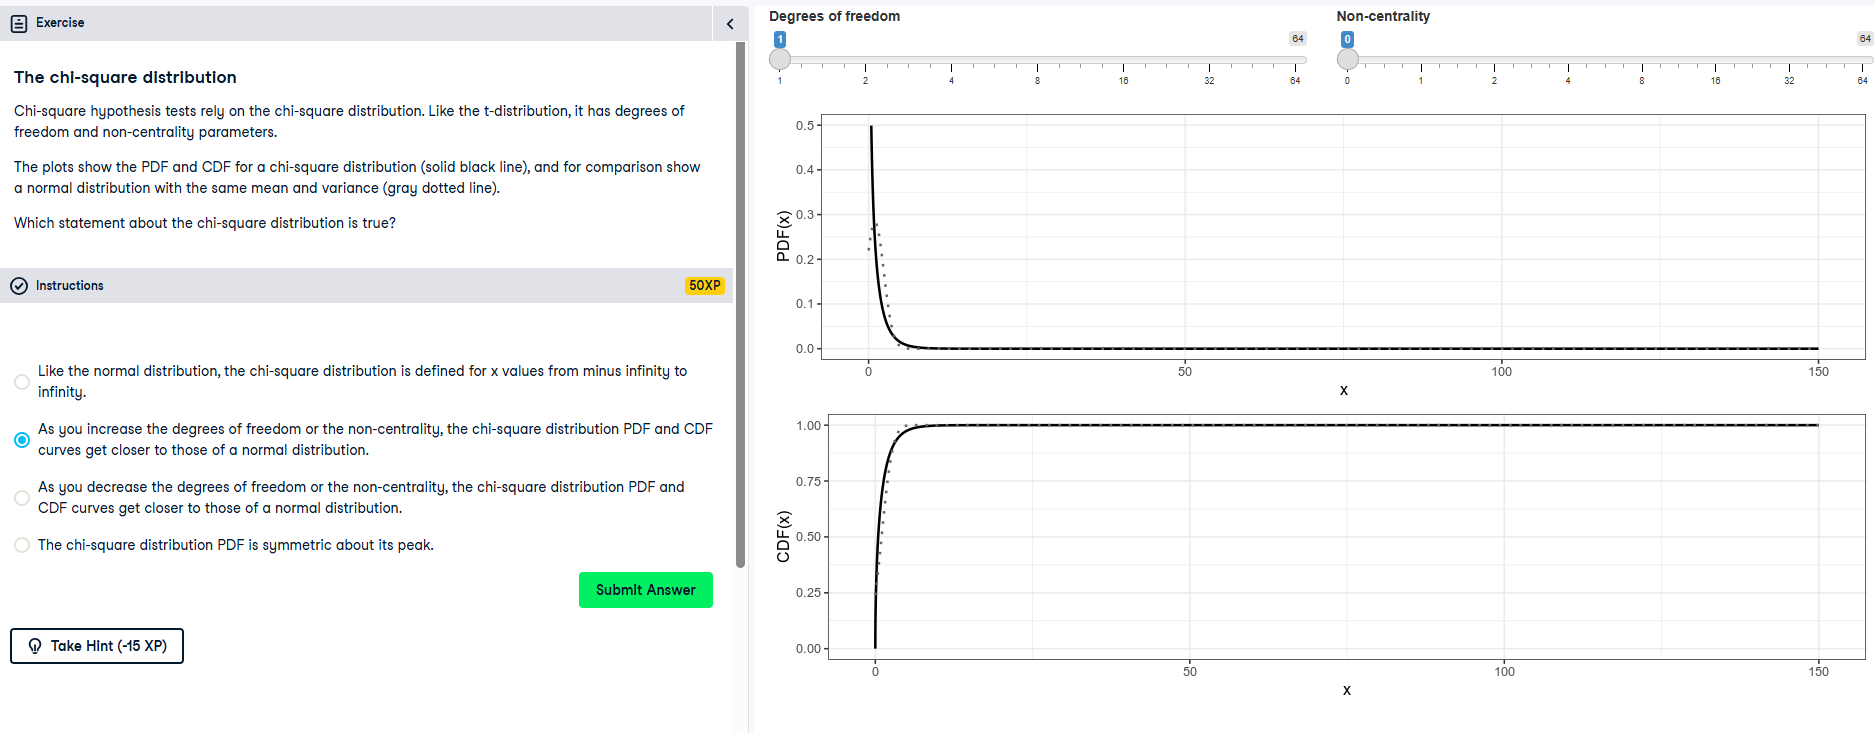 Exercise
The chi-square distribution
Chi-square hypothesis tests rely on the chi-square distribution. Like the t-distribution, it has degrees of
freedom and non-centrality parameters.
The plots show the PDF and CDF for a chi-square distribution (solid black line), and for comparison show
a normal distribution with the same mean and variance (gray dotted line).
Which statement about the chi-square distribution is true?
Instructions
50XP
Like the normal distribution, the chi-square distribution is defined for x values from minus infinity to
infinity.
As you increase the degrees of freedom or the non-centrality, the chi-square distribution PDF and CDF
curves get closer to those of a normal distribution.
As you decrease the degrees of freedom or the non-centrality, the chi-square distribution PDF and
CDF curves get closer to those of a normal distribution.
The chi-square distribution PDF is symmetric about its peak.
Submit Answer
Take Hint (-15 XP)
Degrees of freedom
1
64
1 2 4 8 16 32 64
Non-centrality
0
64
0 1 2 4 8 16 32 64
PDF(x)
0.5
0.4
0.3
0.2
0.1
0.0
0 50 100 150
x
CDF(x)
1.00
0.75
0.50
0.25
0.00
0 50 100 150
x